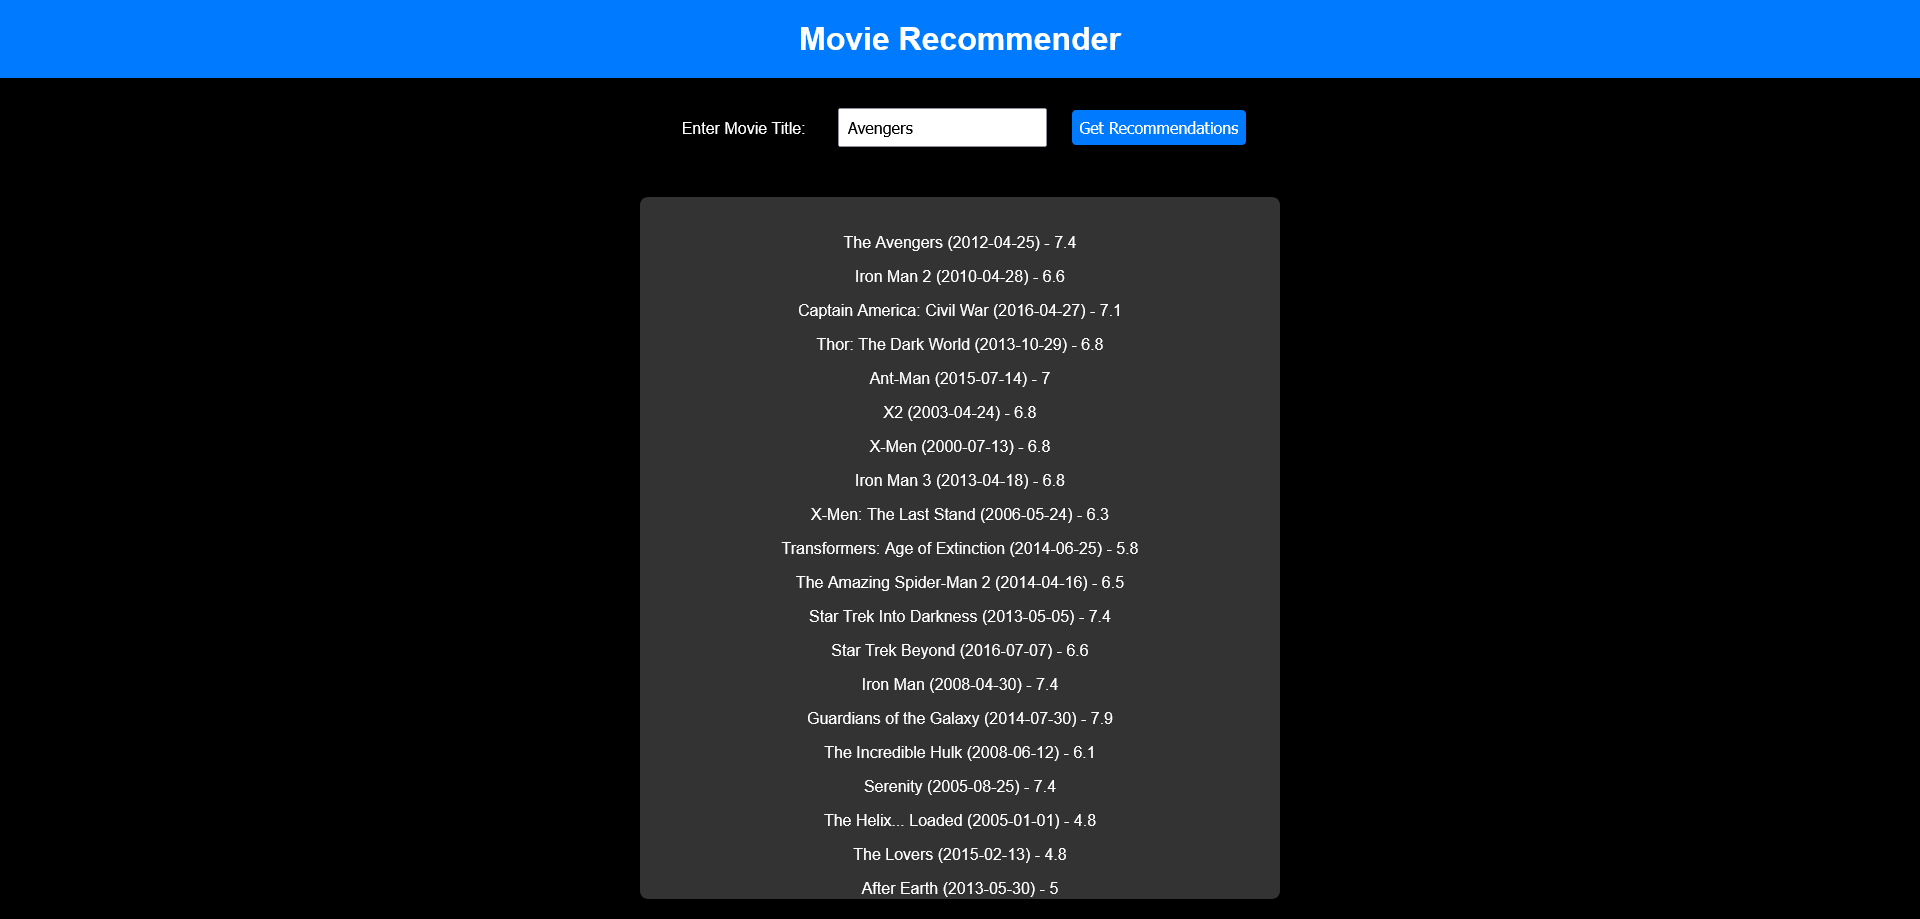 Movie Recommender
Enter Movie Title: Avengers Get Recommendations
The Avengers (2012-04-25) - 7.4
Iron Man 2 (2010-04-28) - 6.6
Captain America: Civil War (2016-04-27) - 7.1
Thor: The Dark World (2013-10-29) - 6.8
Ant-Man (2015-07-14) - 7
X2 (2003-04-24) - 6.8
X-Men (2000-07-13) - 6.8
Iron Man 3 (2013-04-18) - 6.8
X-Men: The Last Stand (2006-05-24) - 6.3
Transformers: Age of Extinction (2014-06-25) - 5.8
The Amazing Spider-Man 2 (2014-04-16) - 6.5
Star Trek Into Darkness (2013-05-05) - 7.4
Star Trek Beyond (2016-07-07) - 6.6
Iron Man (2008-04-30) - 7.4
Guardians of the Galaxy (2014-07-30) - 7.9
The Incredible Hulk (2008-06-12) - 6.1
Serenity (2005-08-25) - 7.4
The Helix... Loaded (2005-01-01) - 4.8
The Lovers (2015-02-13) - 4.8
After Earth (2013-05-30) - 5